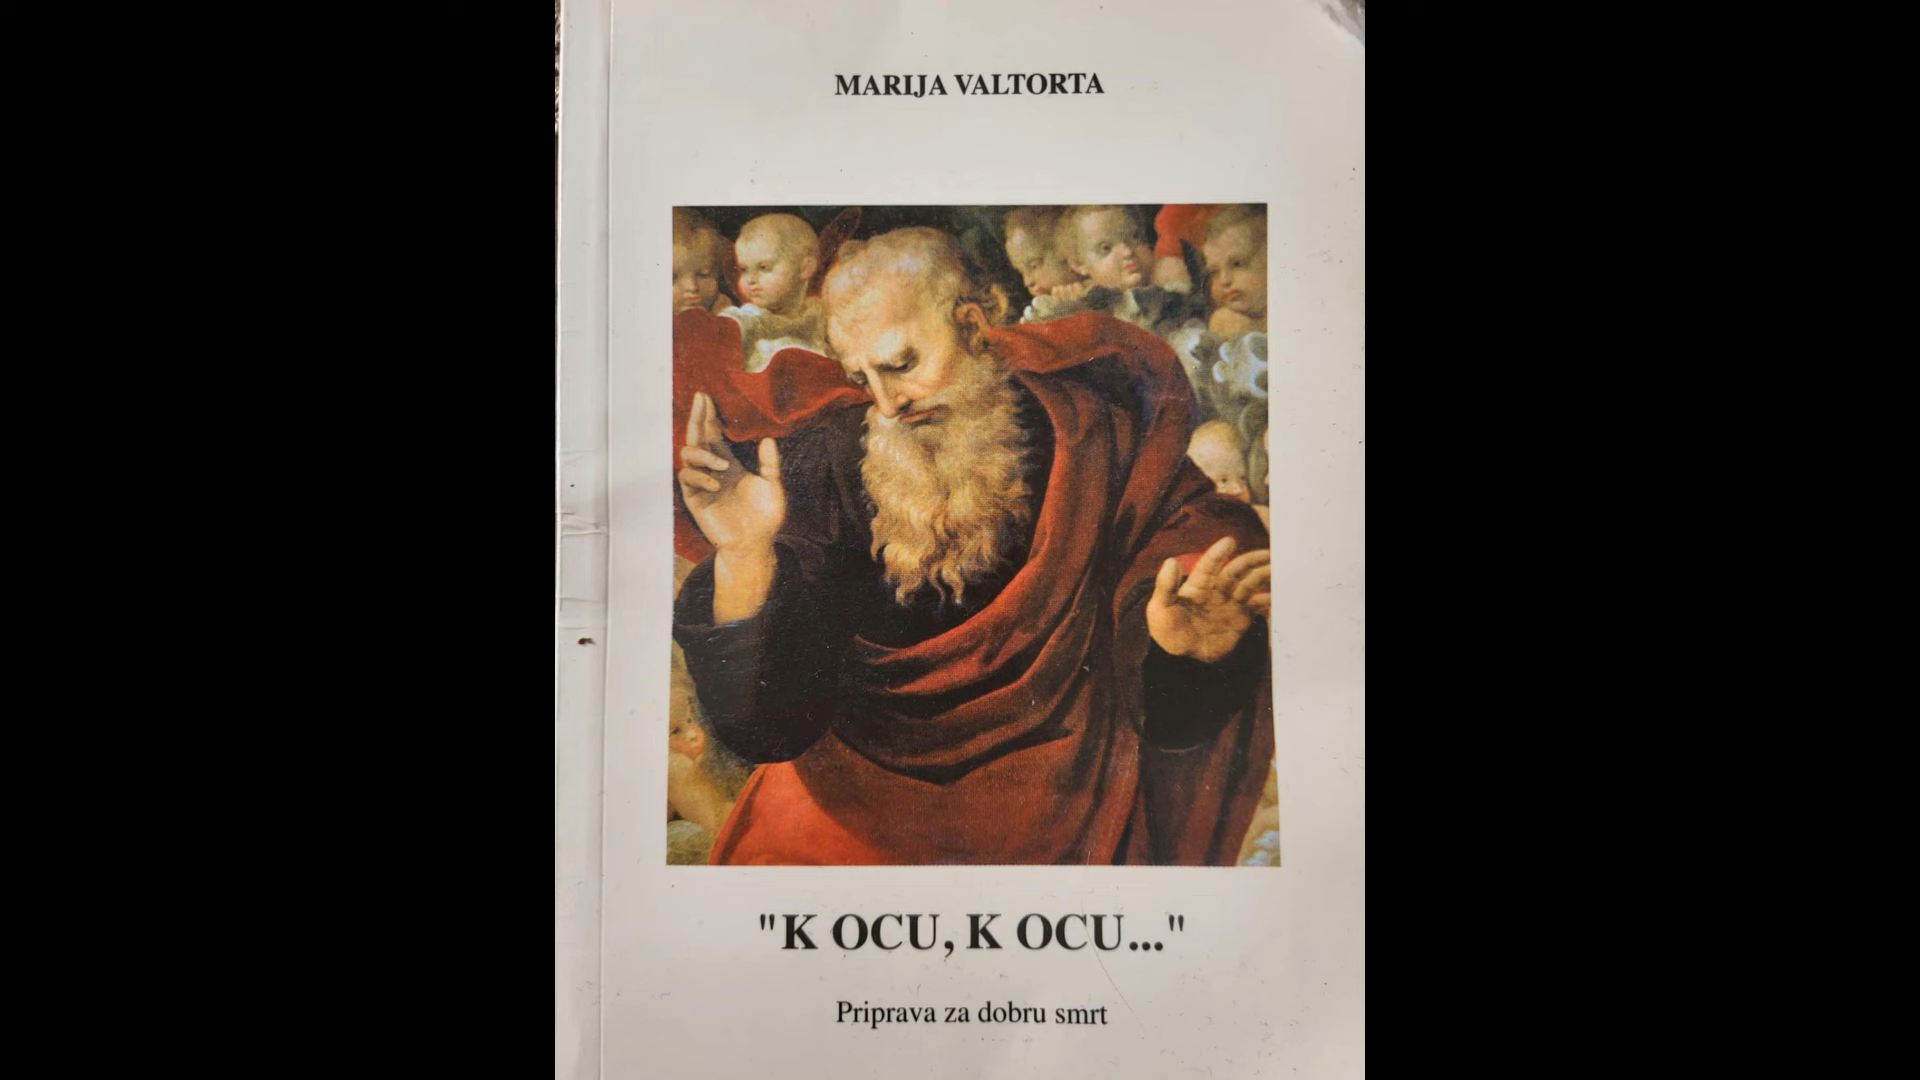 MARIJA VALTORTA
"K OCU, K OCU..."
Priprava za dobru smrt